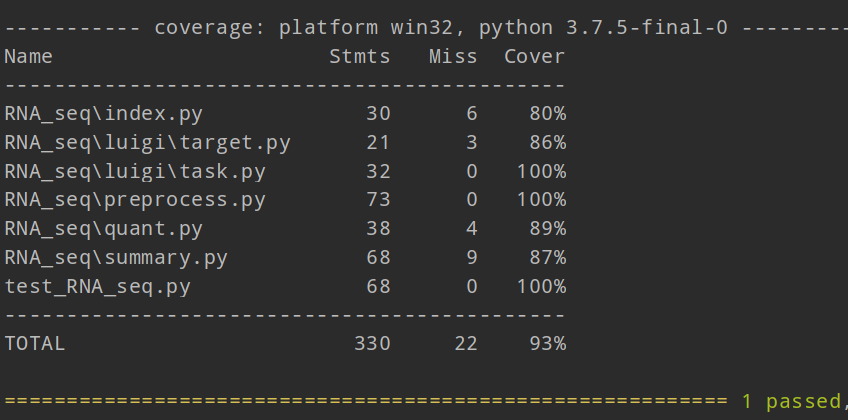 ----------- coverage: platform win32, python 3.7.5-final-0 ---------
Name                      Stmts   Miss  Cover
---------------------------------------------
RNA_seq\index.py             30      6    80%
RNA_seq\luigi\target.py      21      3    86%
RNA_seq\luigi\task.py        32      0   100%
RNA_seq\preprocess.py        73      0   100%
RNA_seq\quant.py             38      4    89%
RNA_seq\summary.py           68      9    87%
test_RNA_seq.py              68      0   100%
---------------------------------------------
TOTAL                       330     22    93%
========================================================== 1 passed,